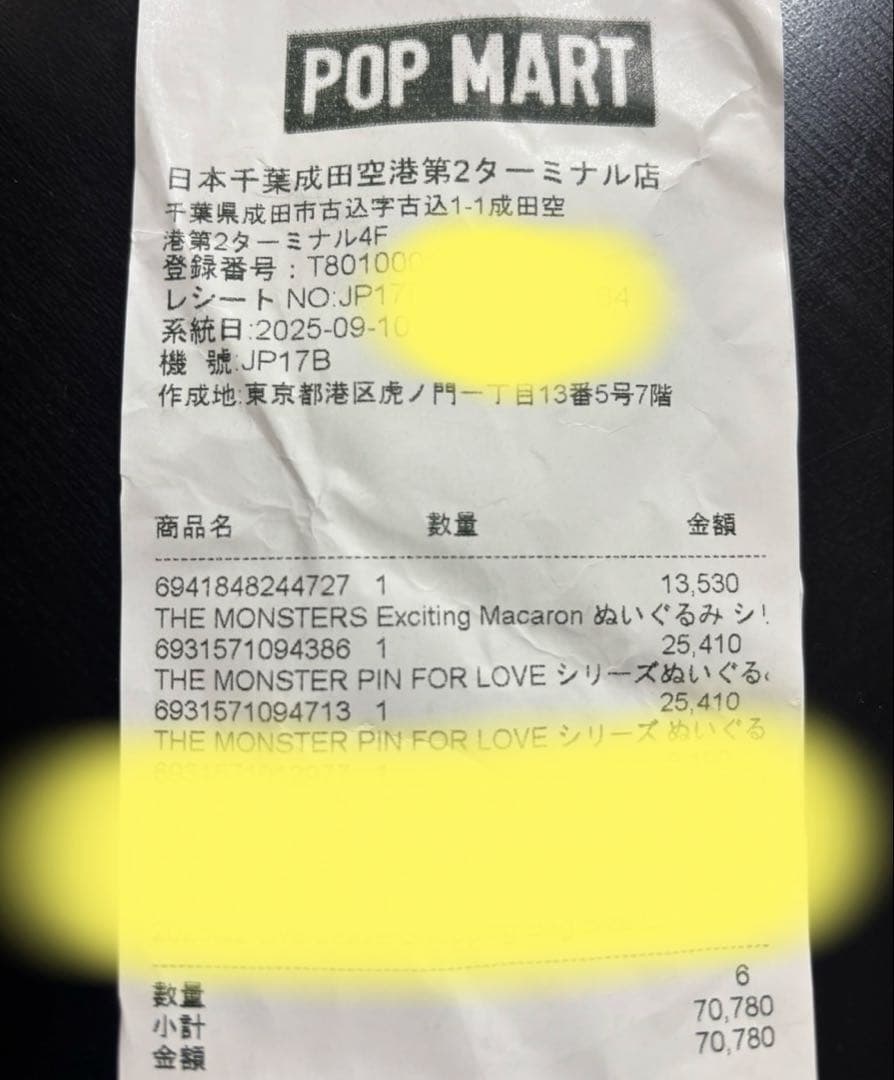 POP MART
日本千葉成田空港第2ターミナル店
千葉県成田市古込字古込1-1成田空
港第2ターミナル4F
登録番号：T801000
レシートNO:JP17 64
系統日:2025-09-10
機 號:JP17B
作成地:東京都港区虎ノ門一丁目13番5号7階
商品名 数量 金額
6941848244727 1 13,530
THE MONSTERS Exciting Macaron ぬいぐるみ シリ
6931571094386 1 25,410
THE MONSTER PIN FOR LOVE シリーズぬいぐる
6931571094713 1 25,410
THE MONSTER PIN FOR LOVE シリーズ ぬいぐる
数量 6
小計 70,780
金額 70,780